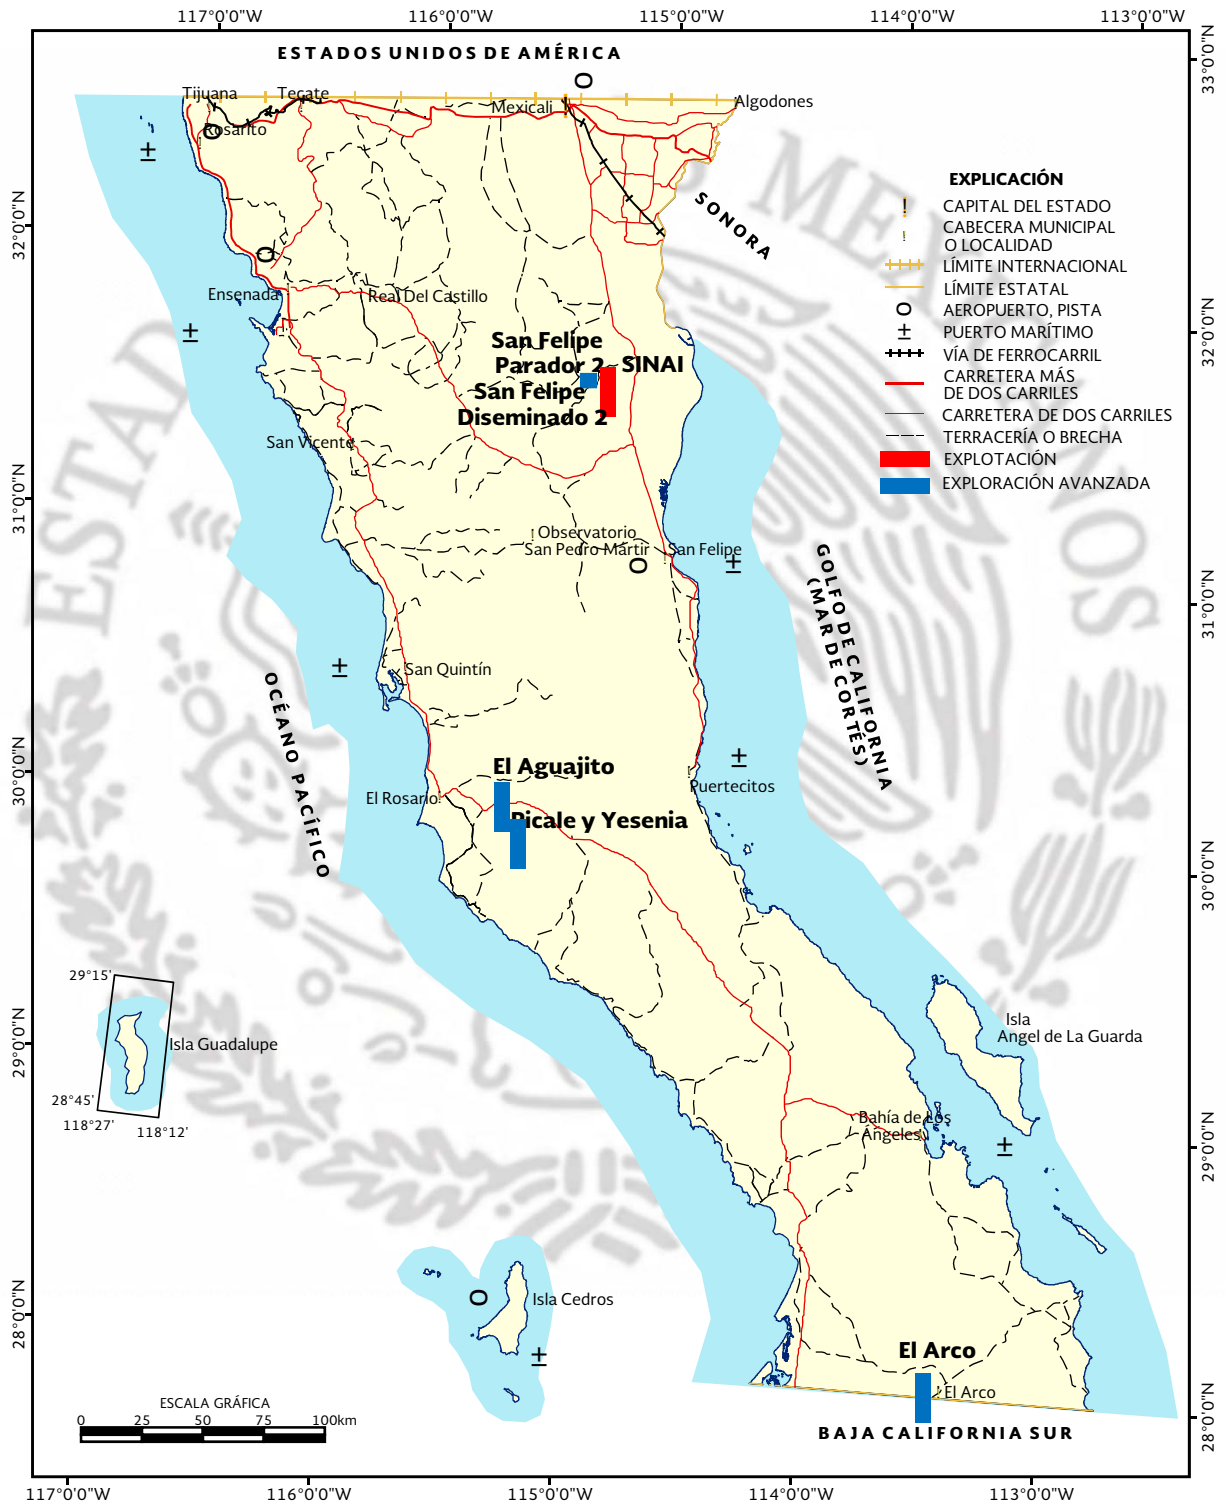 117°0'0"W 116°0'0"W 115°0'0"W 114°0'0"W 113°0'0"W
ESTADOS UNIDOS DE AMÉRICA
33°0'0"N
Tijuana
Tecate
Mexicali
Algodones
Rosarito
ESTAD
S MEXICANOS
SONORA
32°0'0"N
EXPLICACIÓN
CAPITAL DEL ESTADO
CABECERA MUNICIPAL
O LOCALIDAD
LÍMITE INTERNACIONAL
LÍMITE ESTATAL
AEROPUERTO, PISTA
PUERTO MARÍTIMO
VÍA DE FERROCARRIL
CARRETERA MÁS
DE DOS CARRILES
CARRETERA DE DOS CARRILES
TERRACERÍA O BRECHA
EXPLOTACIÓN
EXPLORACIÓN AVANZADA
Ensenada
Real Del Castillo
32°0'0"N
San Felipe
Parador 2
SINAI
San Felipe
Diseminado 2
San Vicente
31°0'0"N
Observatorio
San Pedro Mártir
San Felipe
GOLFO DE CALIFORNIA
(MAR DE CORTÉS)
31°0'0"N
San Quintín
OCÉANO PACÍFICO
30°0'0"N
El Aguajito
Puertecitos
El Rosario
Picale y Yesenia
30°0'0"N
29°15'
Isla Guadalupe
28°45'
118°27'
118°12'
29°0'0"N
Isla
Angel de La Guarda
Bahía de Los
Ángeles
29°0'0"N
Isla Cedros
28°0'0"N
El Arco
El Arco
28°0'0"N
BAJA CALIFORNIA SUR
ESCALA GRÁFICA
0 25 50 75 100km
117°0'0"W 116°0'0"W 115°0'0"W 114°0'0"W 113°0'0"W